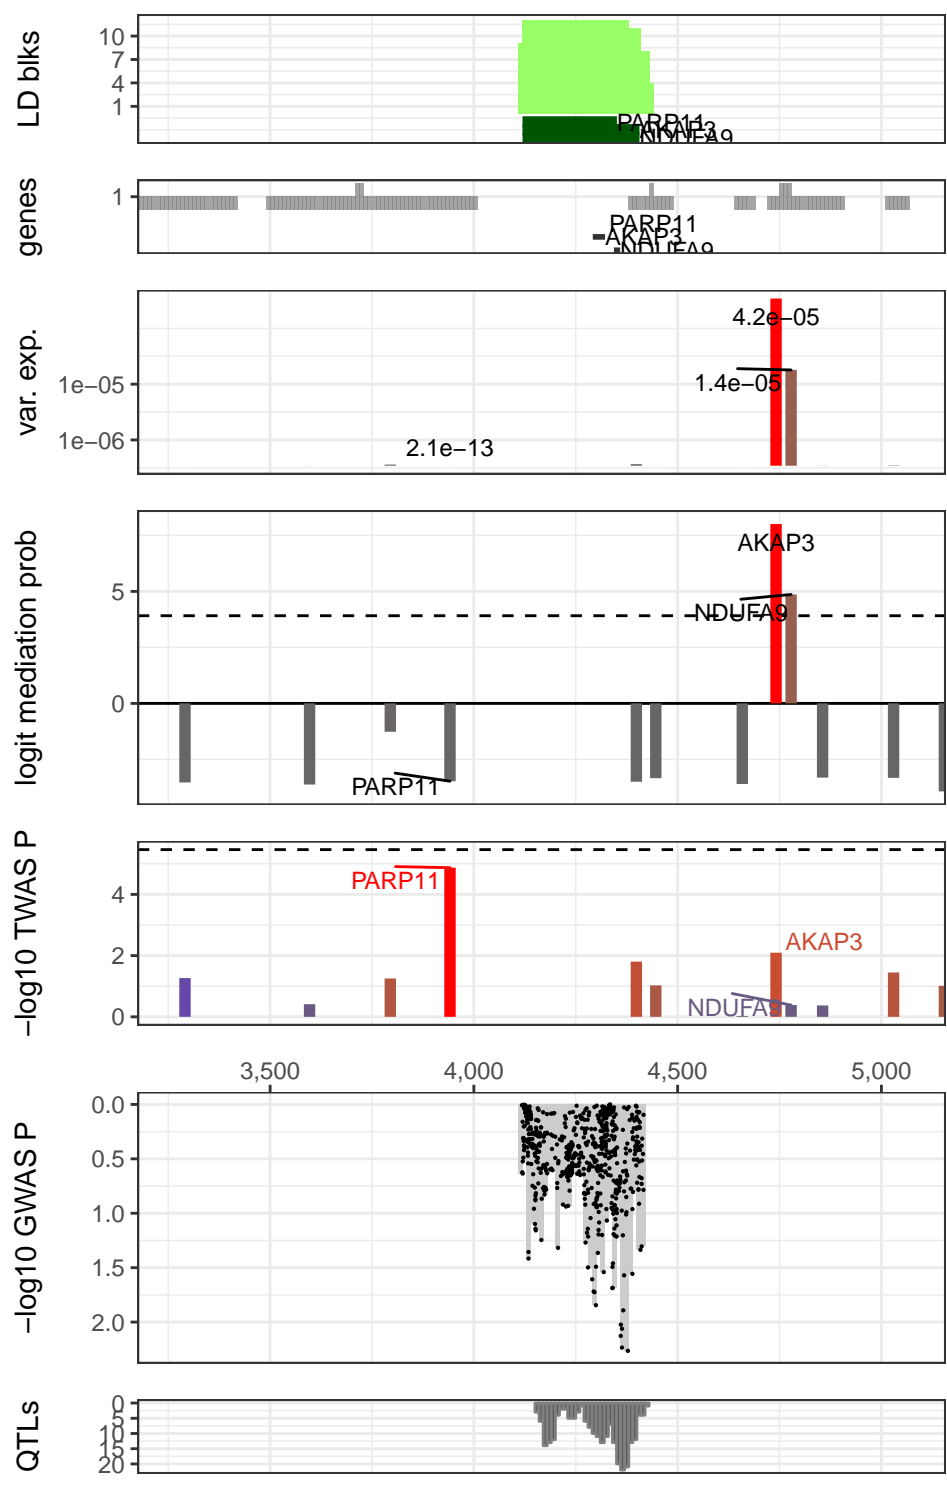 LD blks
10
7
4
1
PARP11
AKAP3
NDUFA9
genes
1
PARP11
AKAP3
NDUFA9
var. exp.
1e−05
1e−06
4.2e−05
1.4e−05
2.1e−13
logit mediation prob
5
0
AKAP3
NDUFA9
PARP11
−log10 TWAS P
4
2
0
PARP11
AKAP3
NDUFA9
3,500 4,000 4,500 5,000
−log10 GWAS P
0.0
0.5
1.0
1.5
2.0
QTLs
0
5
10
15
20